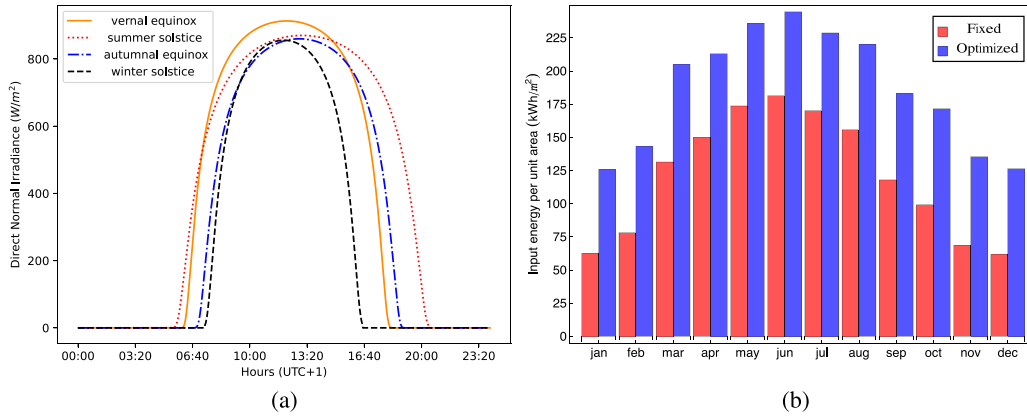 vernal equinox
summer solstice
autumnal equinox
winter solstice
Direct Normal Irradiance (W/m²)
800
600
400
200
0
00:00 03:20 06:40 10:00 13:20 16:40 20:00 23:20
Hours (UTC+1)
(a)
Fixed
Optimized
Input energy per unit area (kWh/m²)
225
200
175
150
125
100
75
50
25
0
jan feb mar apr may jun jul aug sep oct nov dec
(b)